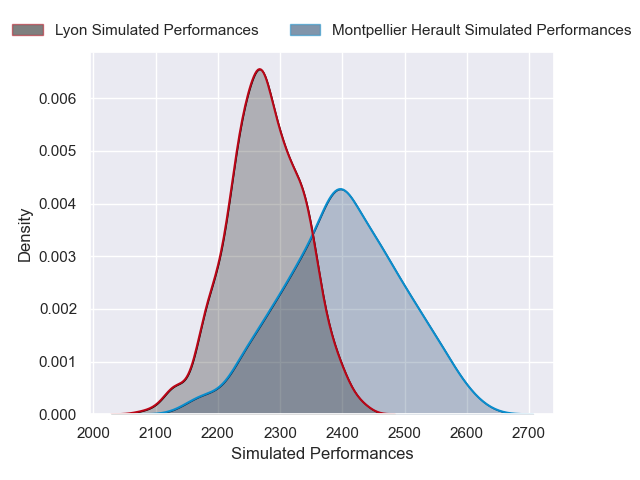 Lyon Simulated Performances Montpellier Herault Simulated Performances
0.006
0.005
0.004
0.003
0.002
0.001
0.000
Density
2000 2100 2200 2300 2400 2500 2600 2700
Simulated Performances